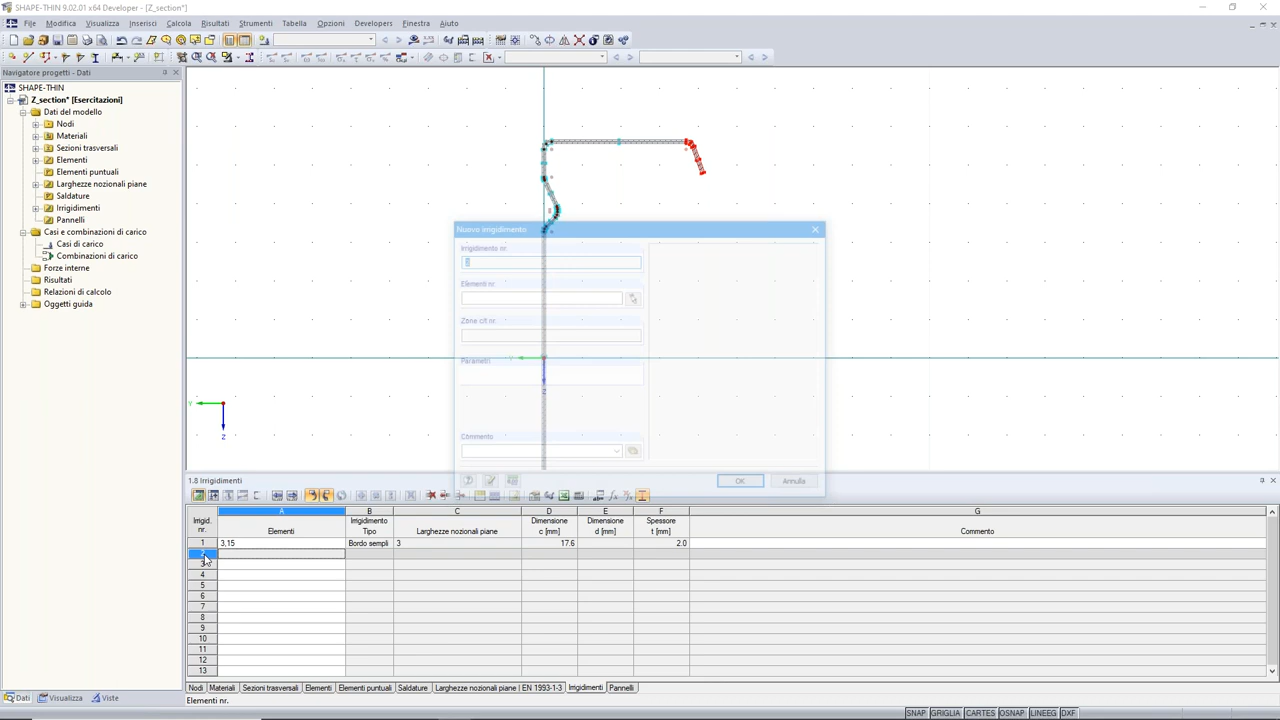 SHAPE-THIN 9.02.01 x64 Developer - [Z_section*]
File Modifica Visualizza Inserisci Calcola Risultati Strumenti Tabella Opzioni Developers Finestra Aiuto
Navigatore progetti - Dati
SHAPE-THIN
Z_section* [Esercitazioni]
Dati del modello
Nodi
Materiali
Sezioni trasversali
Elementi
Elementi puntuali
Larghezze nozionali piane
Saldature
Irrigidimenti
Pannelli
Casi e combinazioni di carico
Casi di carico
Combinazioni di carico
Forze interne
Risultati
Relazioni di calcolo
Oggetti guida
Nuovo irrigidimento
Irrigidimento nr.
Elementi nr.
Parametri
Commento
OK Annulla
Y
Z
1.8 Irrigidimenti
A B C D E F G
Irrigid. nr. Elementi Irrigidimento Tipo Larghezze nozionali piane Dimensione c [mm] Dimensione d [mm] Spessore t [mm] Commento
1 3,15 Bordo sempli 3 17.6 2.0
2
3
4
5
6
7
8
9
10
11
12
13
Nodi Materiali Sezioni trasversali Elementi Elementi puntuali Saldature Larghezze nozionali piane | EN 1993-1-3 Irrigidimenti Pannelli
Dati Visualizza Viste
Elementi nr.
SNAP GRIGLIA CARTES OSNAP LINEEG DXF